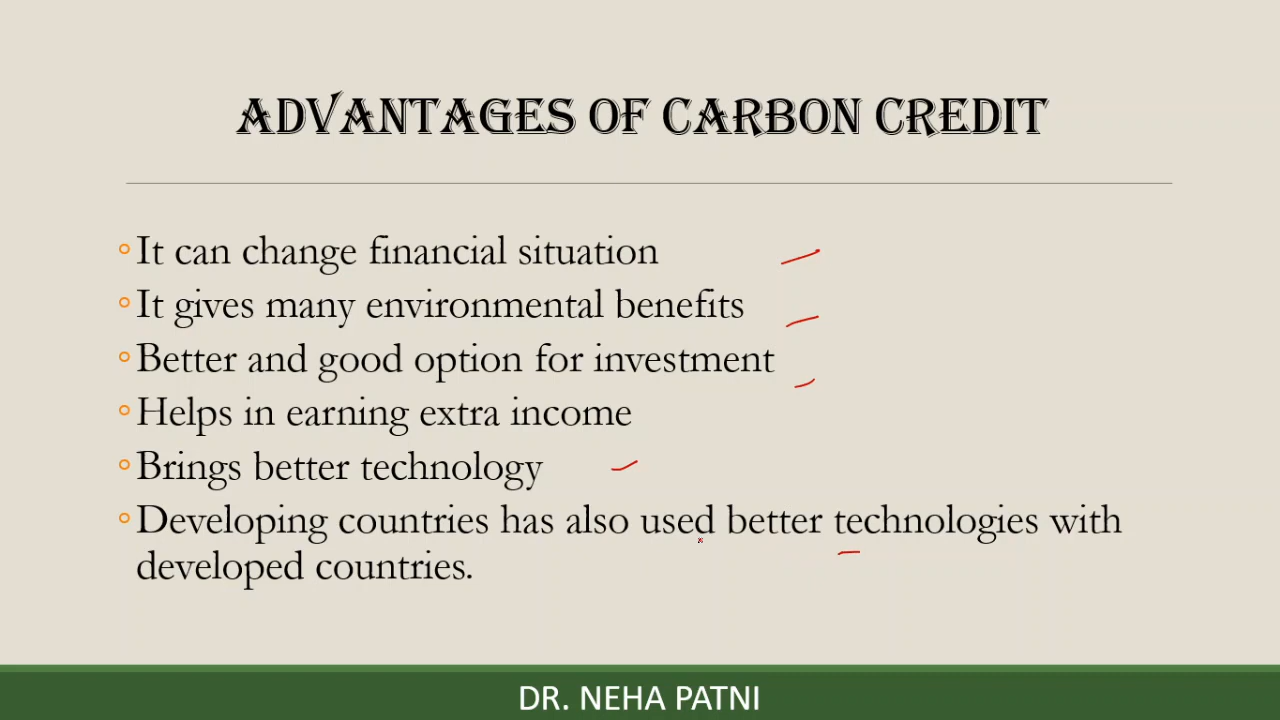 ADVANTAGES OF CARBON CREDIT
It can change financial situation
It gives many environmental benefits
Better and good option for investment
Helps in earning extra income
Brings better technology
Developing countries has also used better technologies with
developed countries.
DR. NEHA PATNI